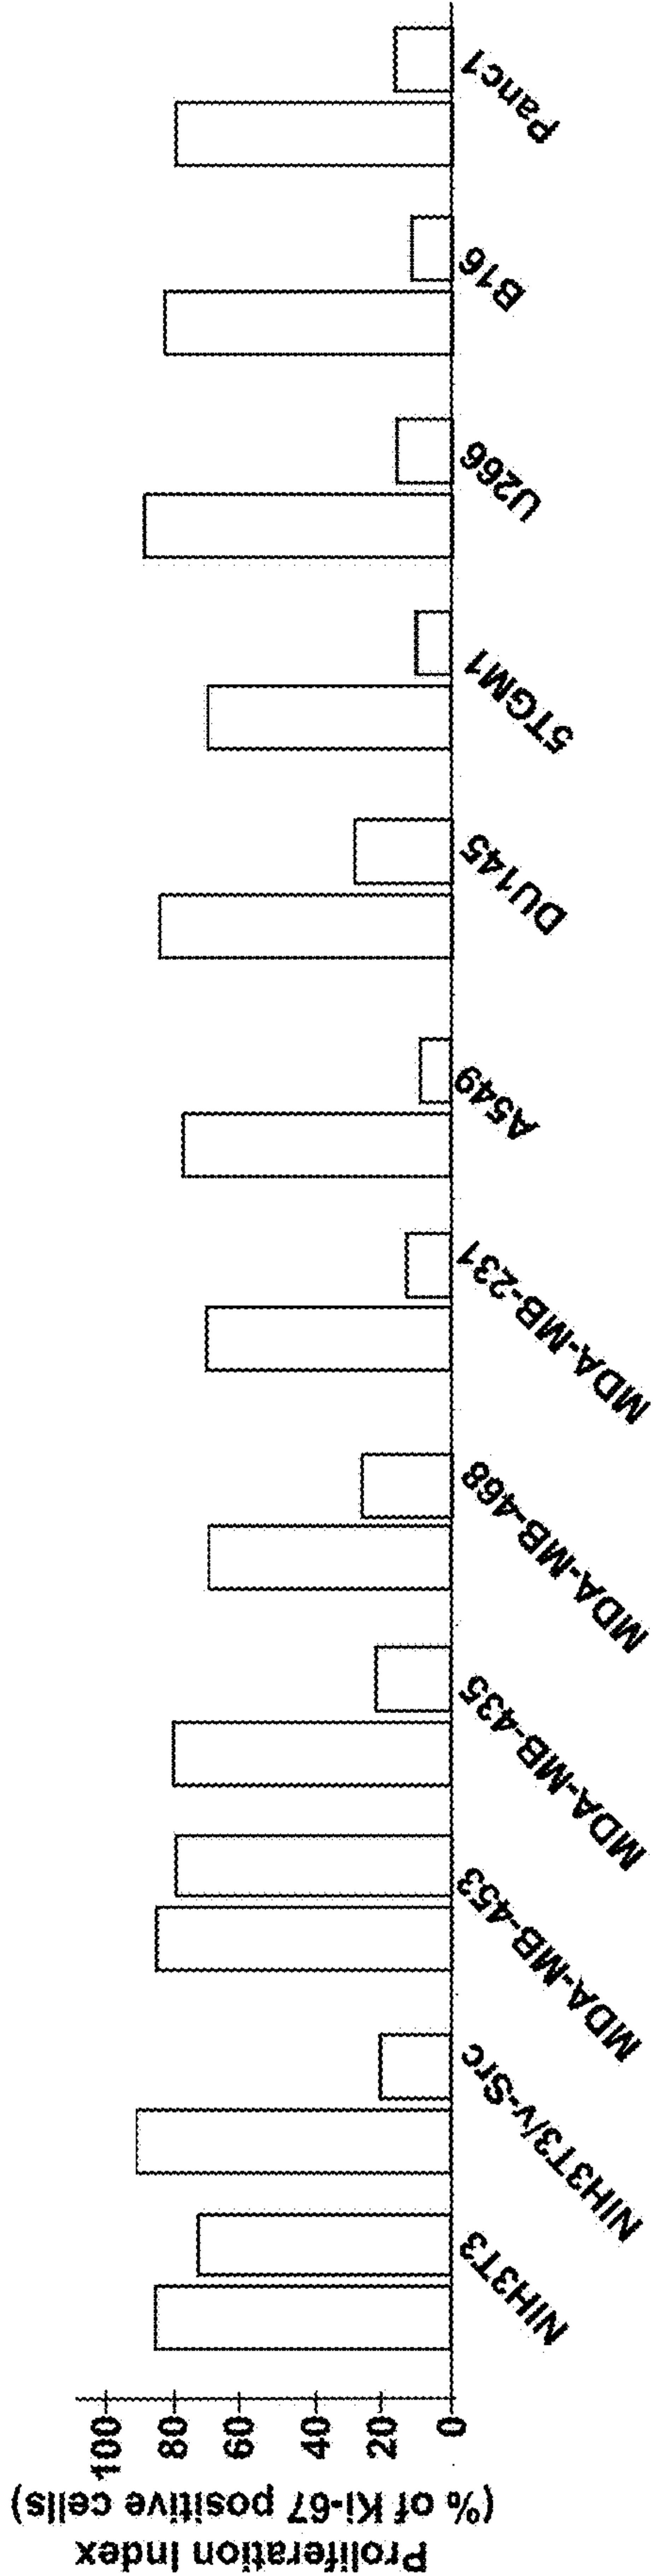 Proliferation Index
(% of Ki-67 positive cells)
100
80
60
40
20
0
NIH3T3
NIH3T3/v-Src
MDA-MB-453
MDA-MB-435
MDA-MB-468
MDA-MB-231
A549
DU145
5TGM1
U266
B16
Panc1